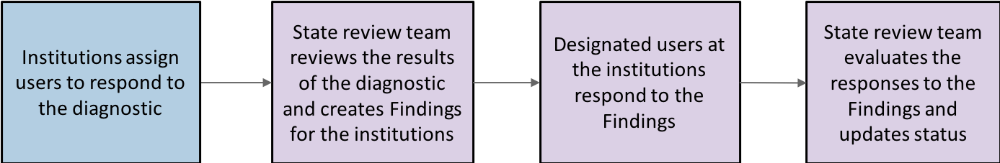 Institutions assign
users to respond to
the diagnostic
State review team
reviews the results
of the diagnostic
and creates Findings
for the institutions
Designated users at
the institutions
respond to the
Findings
State review team
evaluates the
responses to the
Findings and
updates status